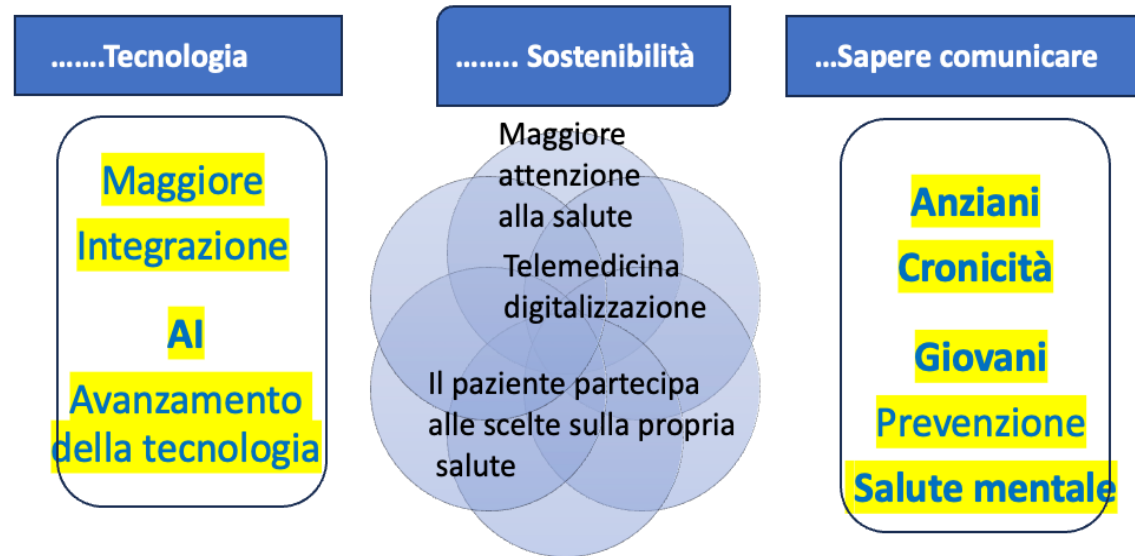 .......Tecnologia
Maggiore
Integrazione
AI
Avanzamento
della tecnologia
........ Sostenibilità
Maggiore
attenzione
alla salute
Telemedicina
digitalizzazione
Il paziente partecipa
alle scelte sulla propria
salute
...Sapere comunicare
Anziani
Cronicità
Giovani
Prevenzione
Salute mentale